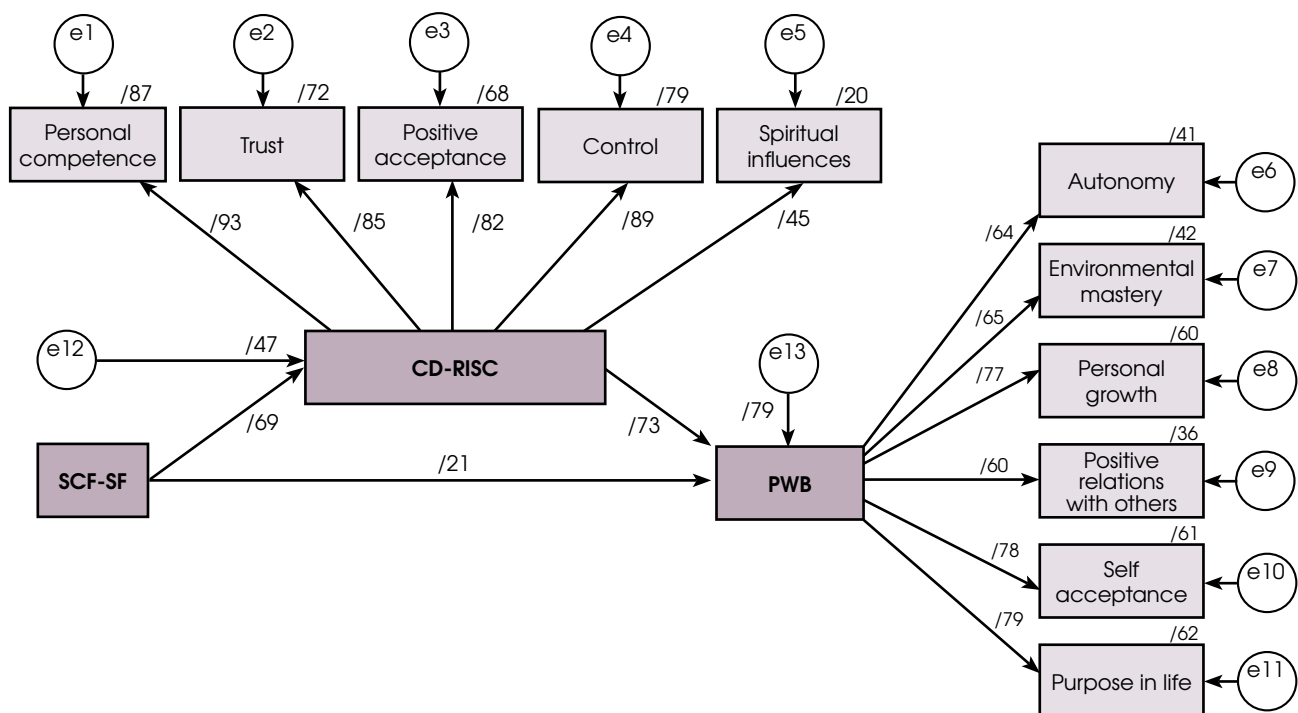 e1
e2
e3
e4
e5
/87
/72
/68
/79
/20
Personal
competence
Trust
Positive
acceptance
Control
Spiritual
influences
/93
/85
/82
/89
/45
e12
/47
CD-RISC
/69
SCF-SF
/21
/73
e13
/79
PWB
/64
/65
/77
/60
/78
/79
/41
Autonomy
e6
/42
Environmental
mastery
e7
/60
Personal
growth
e8
/36
Positive
relations
with others
e9
/61
Self
acceptance
e10
/62
Purpose in life
e11